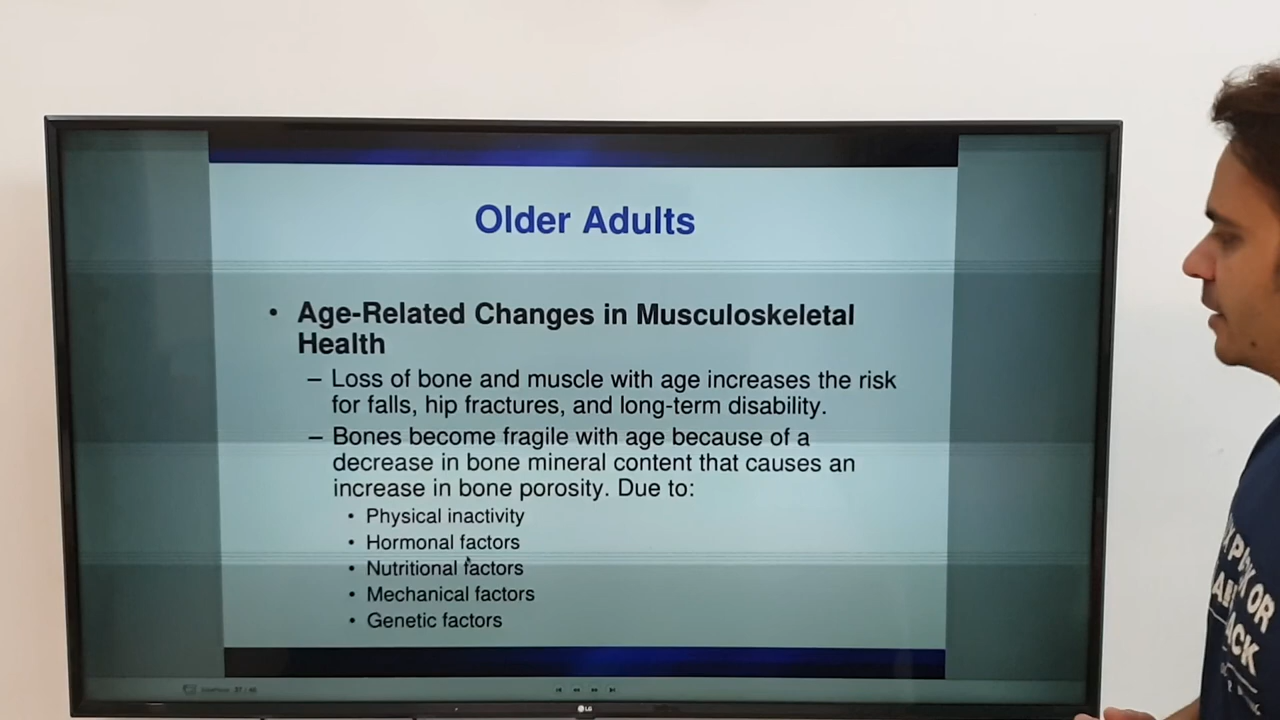 Older Adults
• Age-Related Changes in Musculoskeletal
Health
– Loss of bone and muscle with age increases the risk
for falls, hip fractures, and long-term disability.
– Bones become fragile with age because of a
decrease in bone mineral content that causes an
increase in bone porosity. Due to:
• Physical inactivity
• Hormonal factors
• Nutritional factors
• Mechanical factors
• Genetic factors
LG